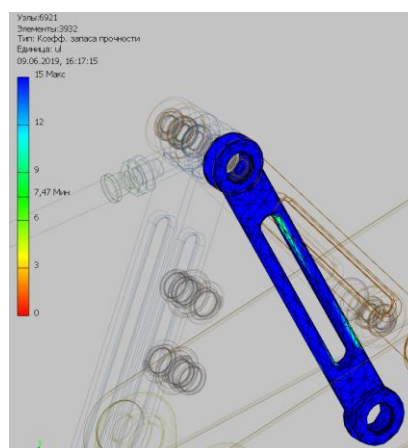 Узлы:6921
Элементы:3932
Тип: Коэфф. запаса прочности
Единица: ul
09.06.2019, 16:17:15
15 Макс
12
9
7,47 Мин
6
3
0